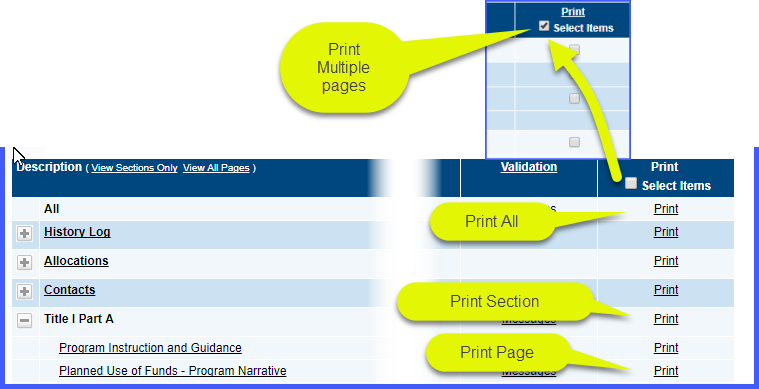 Print
Select Items
Print
Multiple
pages
Description ( View Sections Only View All Pages )
Validation
Print
Select Items
All
Print All
Print
History Log
Print
Allocations
Print
Contacts
Print
Title I Part A
Print Section
Print
Messages
Program Instruction and Guidance
Print Page
Print
Planned Use of Funds - Program Narrative
Messages
Print